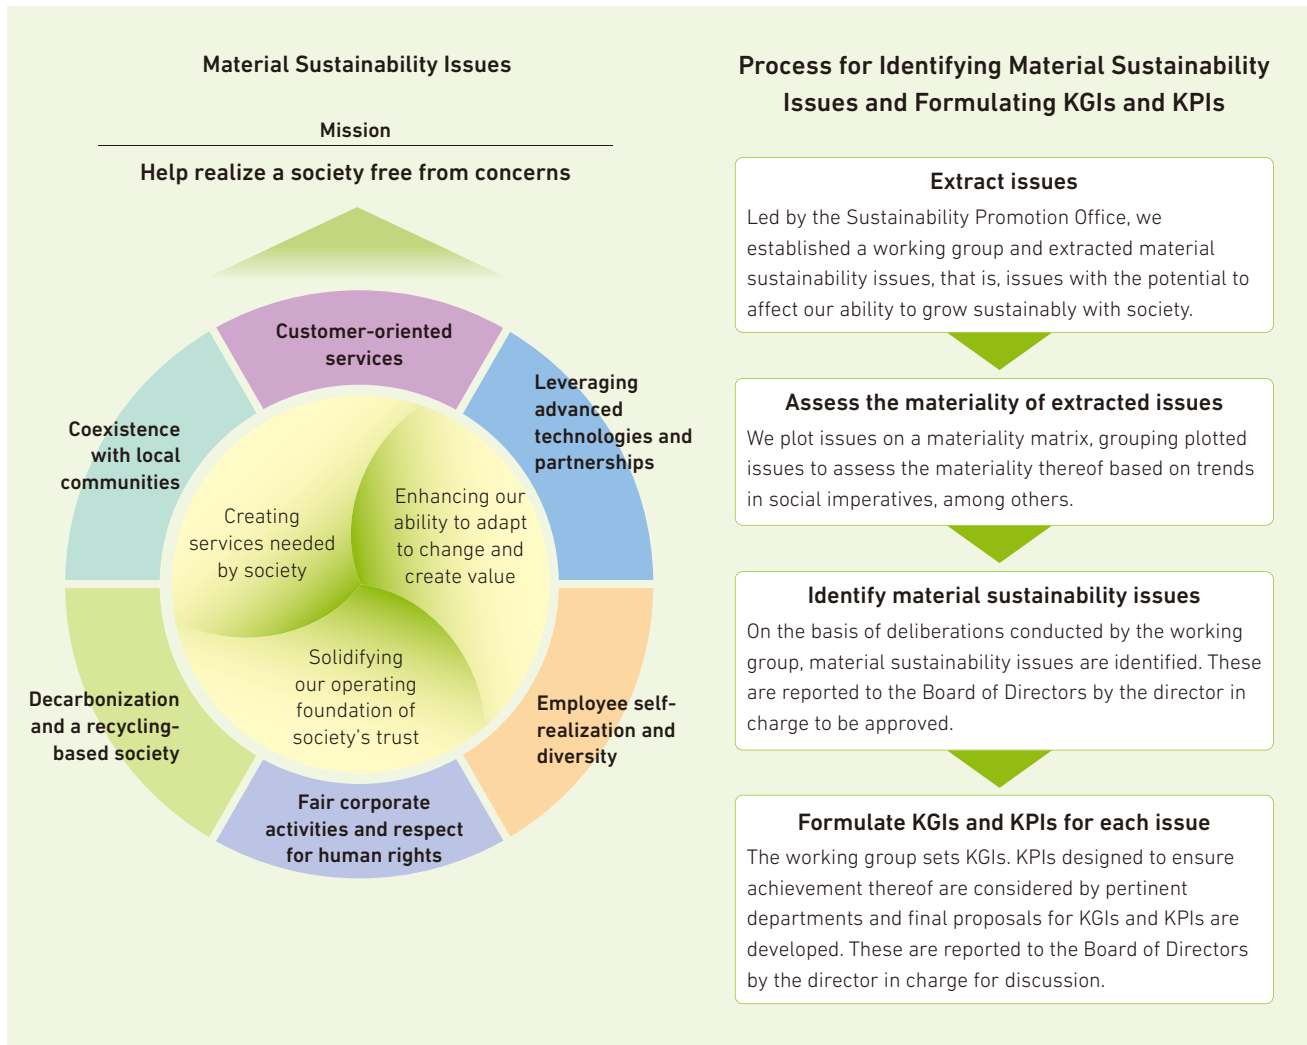 Material Sustainability Issues
Mission
Help realize a society free from concerns
Customer-oriented
services
Leveraging
advanced
technologies and
partnerships
Coexistence
with local
communities
Creating
services needed
by society
Enhancing our
ability to adapt
to change and
create value
Solidifying
our operating
foundation of
society's trust
Decarbonization
and a recycling-
based society
Employee self-
realization and
diversity
Fair corporate
activities and respect
for human rights
Process for Identifying Material Sustainability
Issues and Formulating KGIs and KPIs
Extract issues
Led by the Sustainability Promotion Office, we
established a working group and extracted material
sustainability issues, that is, issues with the potential to
affect our ability to grow sustainably with society.
Assess the materiality of extracted issues
We plot issues on a materiality matrix, grouping plotted
issues to assess the materiality thereof based on trends
in social imperatives, among others.
Identify material sustainability issues
On the basis of deliberations conducted by the working
group, material sustainability issues are identified. These
are reported to the Board of Directors by the director in
charge to be approved.
Formulate KGIs and KPIs for each issue
The working group sets KGIs. KPIs designed to ensure
achievement thereof are considered by pertinent
departments and final proposals for KGIs and KPIs are
developed. These are reported to the Board of Directors
by the director in charge for discussion.